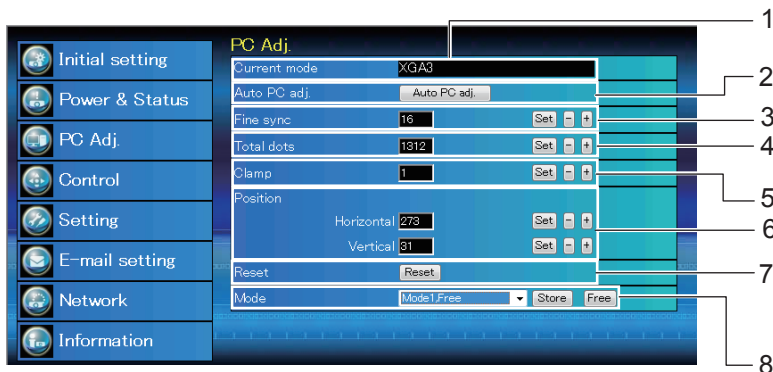 PC Adj.
1
Initial setting
Current mode XGA3
Auto PC adj. Auto PC adj. 2
Power & Status
Fine sync 16 Set - + 3
PC Adj.
Total dots 1312 Set - + 4
Clamp 1 Set - + 5
Control
Position
Setting
Horizontal 273 Set - + 6
Vertical 31 Set - +
E-mail setting
Reset Reset 7
Network
Mode Mode1,Free Store Free 8
Information